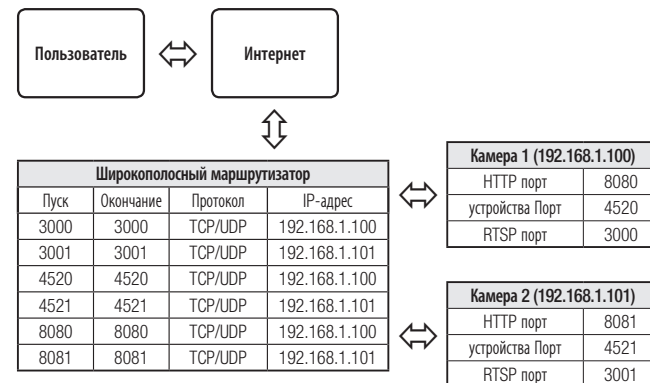 Пользователь
Интернет
Широкополосный маршрутизатор
Пуск Окончание Протокол IP-адрес
3000 3000 TCP/UDP 192.168.1.100
3001 3001 TCP/UDP 192.168.1.101
4520 4520 TCP/UDP 192.168.1.100
4521 4521 TCP/UDP 192.168.1.101
8080 8080 TCP/UDP 192.168.1.100
8081 8081 TCP/UDP 192.168.1.101
Камера 1 (192.168.1.100)
HTTP порт 8080
устройства Порт 4520
RTSP порт 3000
Камера 2 (192.168.1.101)
HTTP порт 8081
устройства Порт 4521
RTSP порт 3001